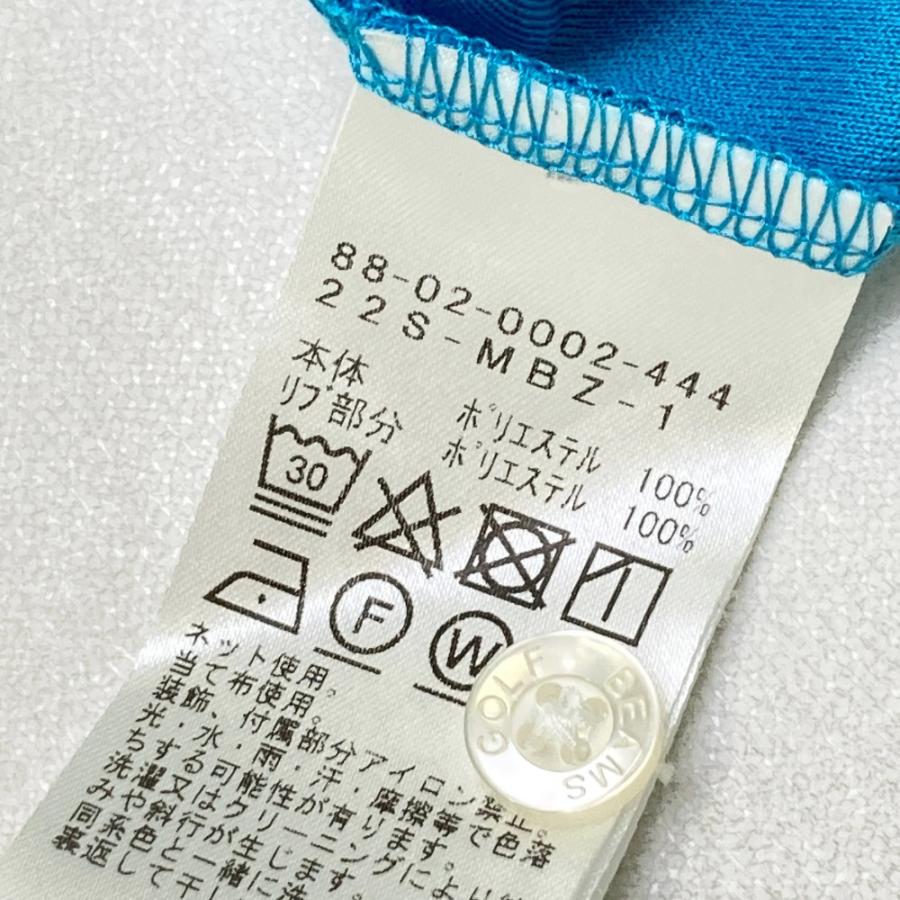 88-02-0002-444
22S-MBZ-1
本体 ポリエステル 100%
リブ部分 ポリエステル 100%
30
F
W
GOLF BEAMS
ネット使用。
当て布使用。
装飾、付属部分アイロン禁止。
光・水・雨・汗・摩擦等で色落
ちする可能性が有ります。
洗濯又はクリーニングにより
みや斜行が生じます。
同系色と一緒に洗
裏返して干し